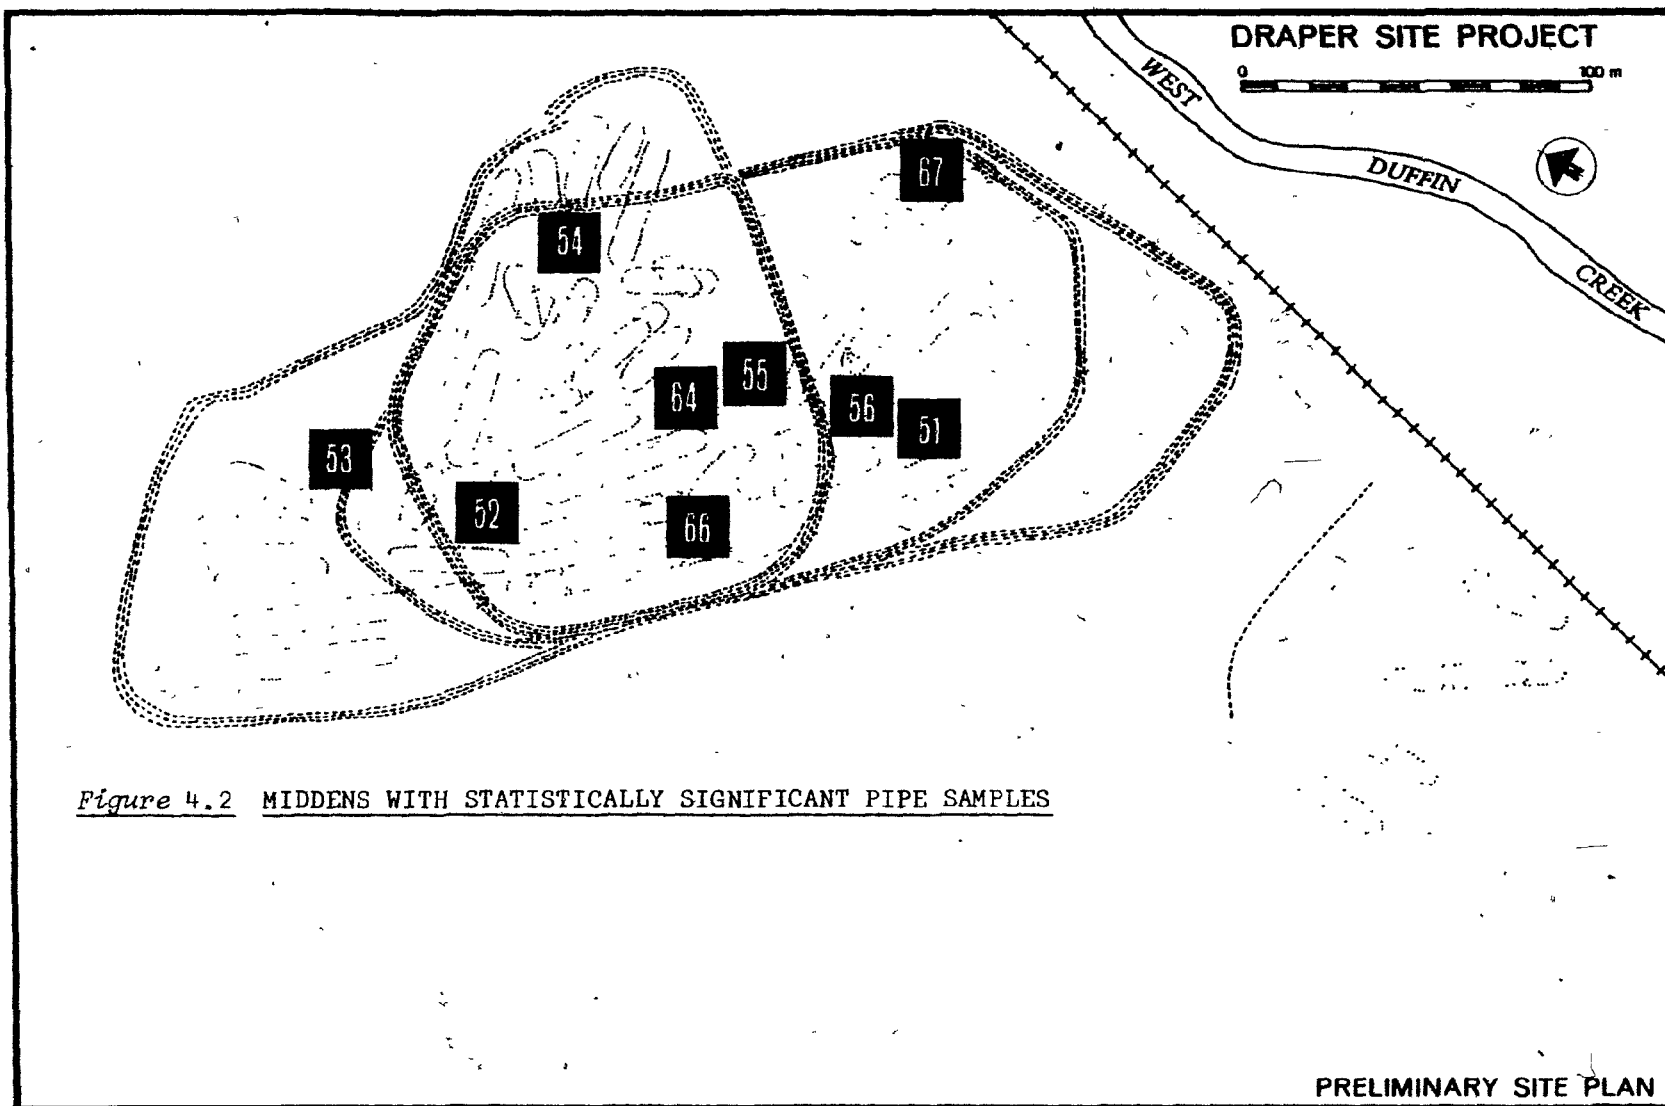 DRAPER SITE PROJECT
0 100 m
WEST
DUFFIN
CREEK
67
54
55
64
56
51
53
52
66
Figure 4.2 MIDDENS WITH STATISTICALLY SIGNIFICANT PIPE SAMPLES
PRELIMINARY SITE PLAN